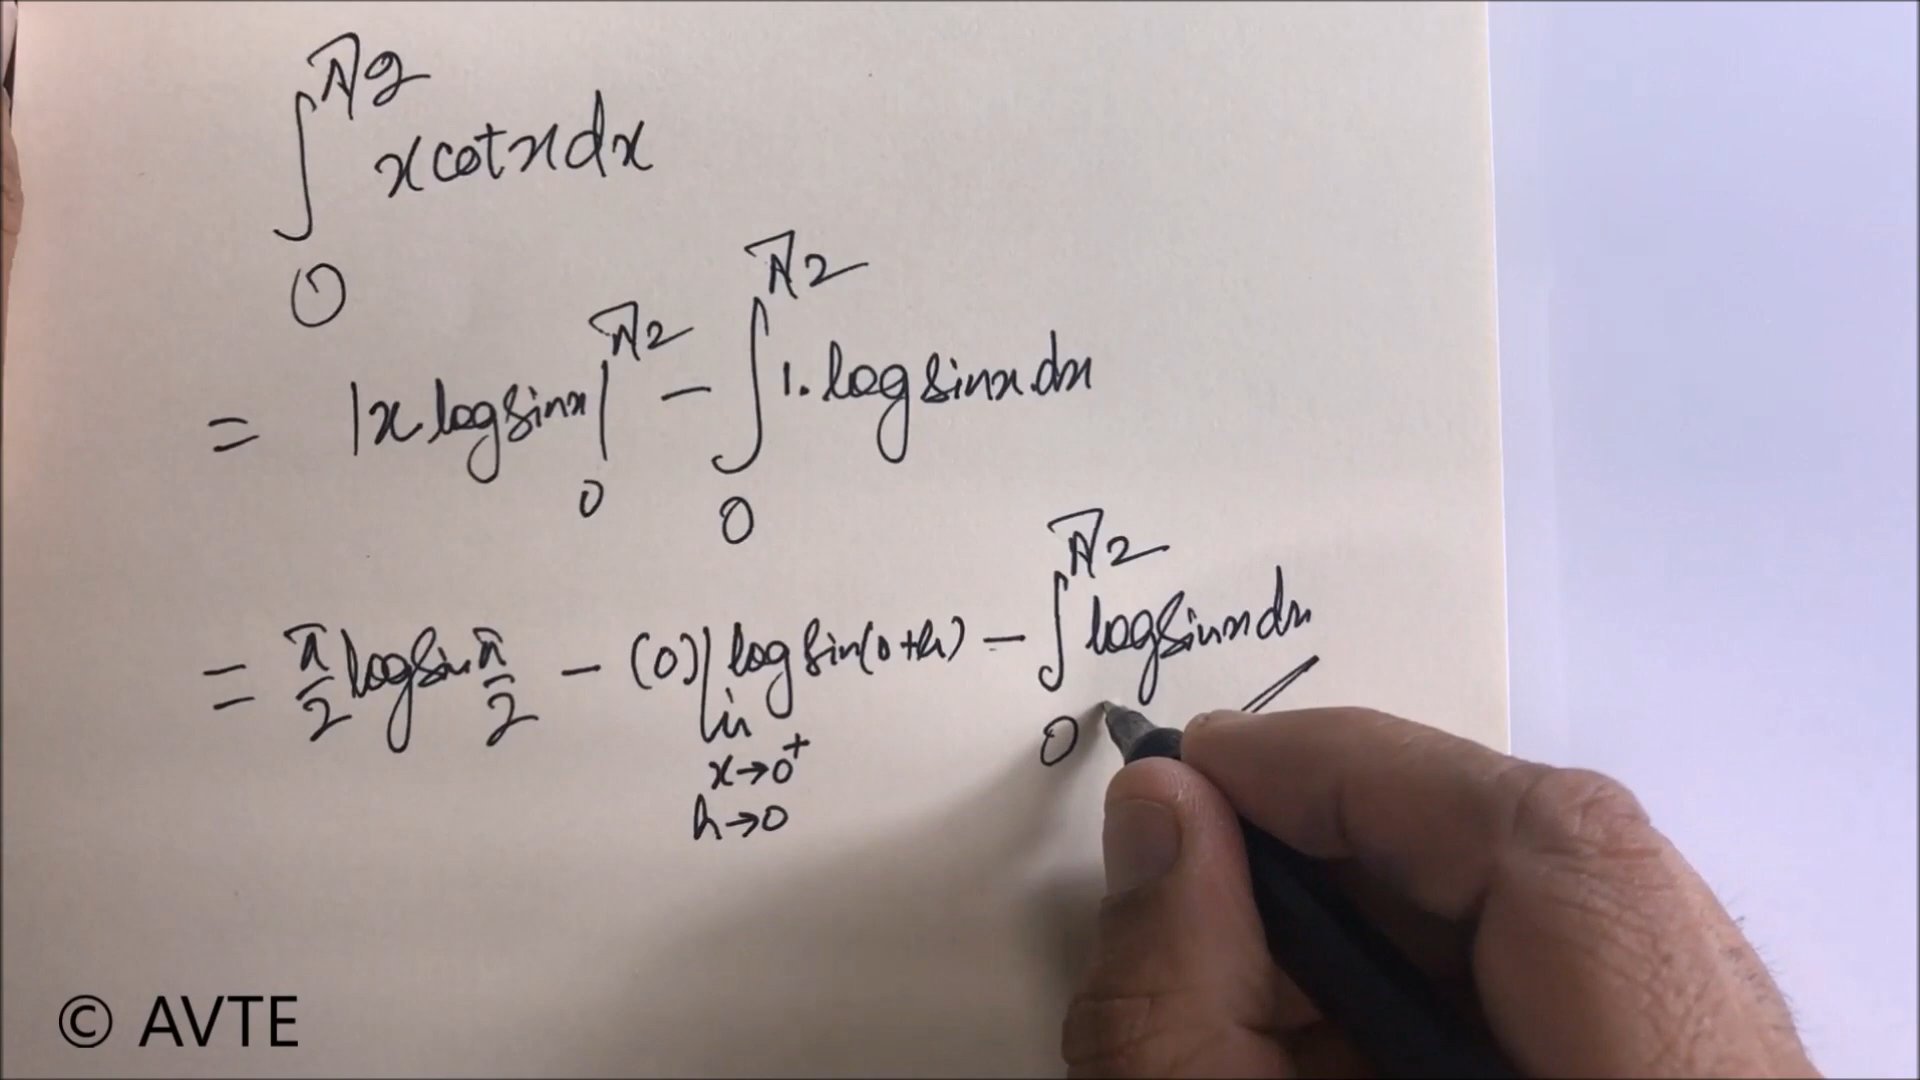 ∫₀^π/2 x cot x dx
= |x log sin x|₀^π/2 − ∫₀^π/2 1. log sin x dx
= π/2 log sin π/2 − (0) | log sin(0+h) − ∫₀^π/2 log sin x dx
li
x→0⁺
h→0
© AVTE